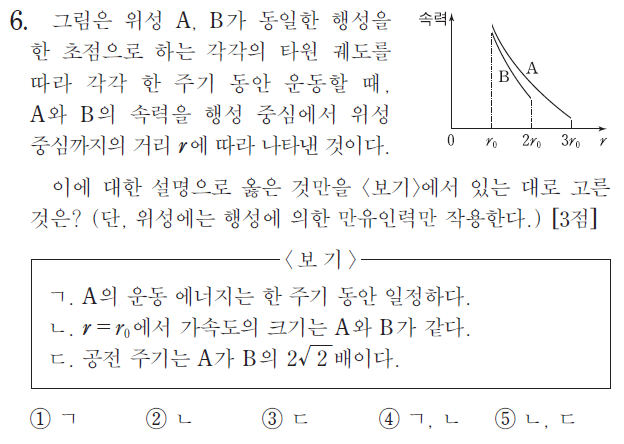 6. 그림은 위성 A, B가 동일한 행성을
한 초점으로 하는 각각의 타원 궤도를
따라 각각 한 주기 동안 운동할 때,
A와 B의 속력을 행성 중심에서 위성
중심까지의 거리 r에 따라 나타낸 것이다.
속력
B A
0 r₀ 2r₀ 3r₀ r
이에 대한 설명으로 옳은 것만을 〈보기〉에서 있는 대로 고른
것은? (단, 위성에는 행성에 의한 만유인력만 작용한다.) [3점]
〈보 기〉
ㄱ. A의 운동 에너지는 한 주기 동안 일정하다.
ㄴ. r=r₀에서 가속도의 크기는 A와 B가 같다.
ㄷ. 공전 주기는 A가 B의 2√2배이다.
① ㄱ ② ㄴ ③ ㄷ ④ ㄱ, ㄴ ⑤ ㄴ, ㄷ